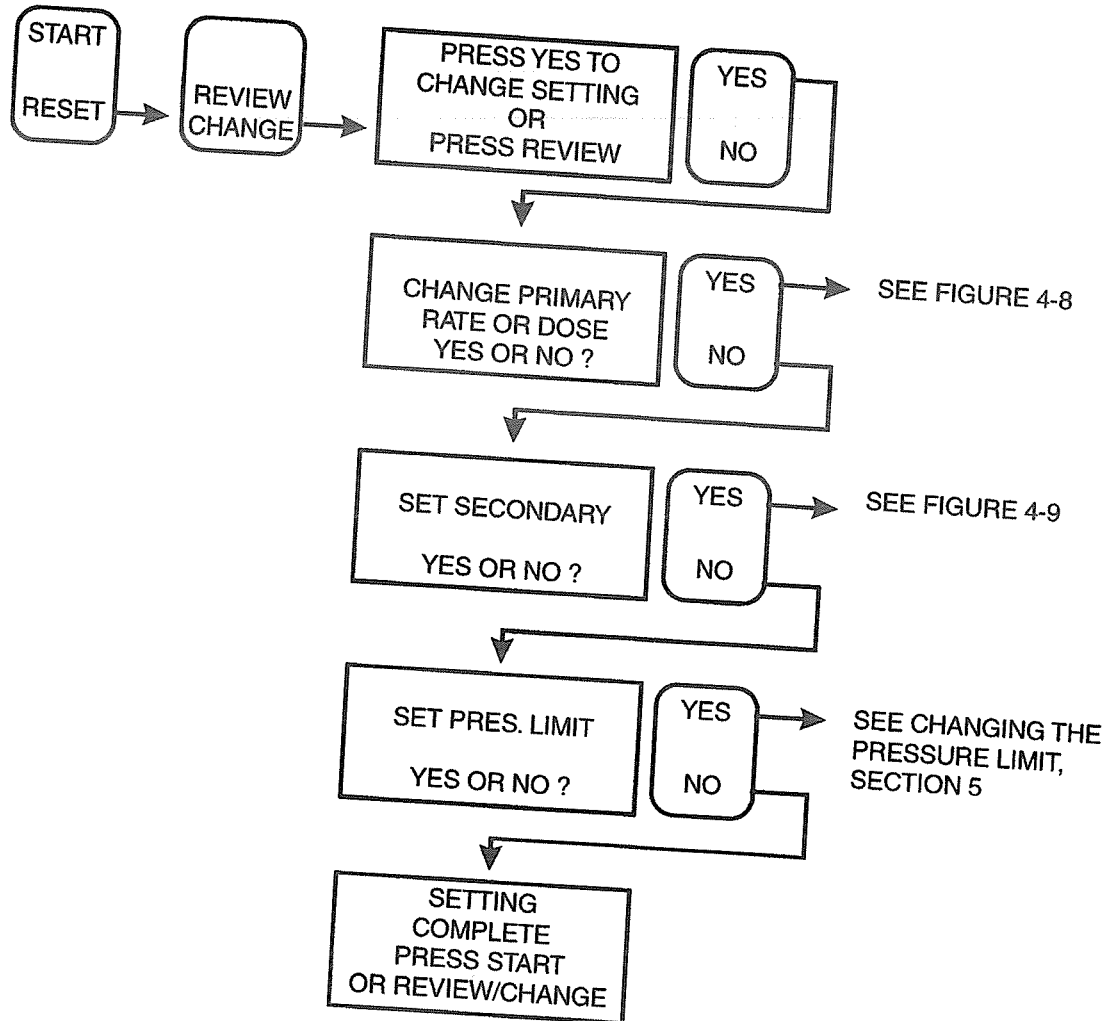 START
RESET
REVIEW
CHANGE
PRESS YES TO
CHANGE SETTING
OR
PRESS REVIEW
YES
NO
CHANGE PRIMARY
RATE OR DOSE
YES OR NO ?
YES
NO
SEE FIGURE 4-8
SET SECONDARY
YES OR NO ?
YES
NO
SEE FIGURE 4-9
SET PRES. LIMIT
YES OR NO ?
YES
NO
SEE CHANGING THE
PRESSURE LIMIT,
SECTION 5
SETTING
COMPLETE
PRESS START
OR REVIEW/CHANGE